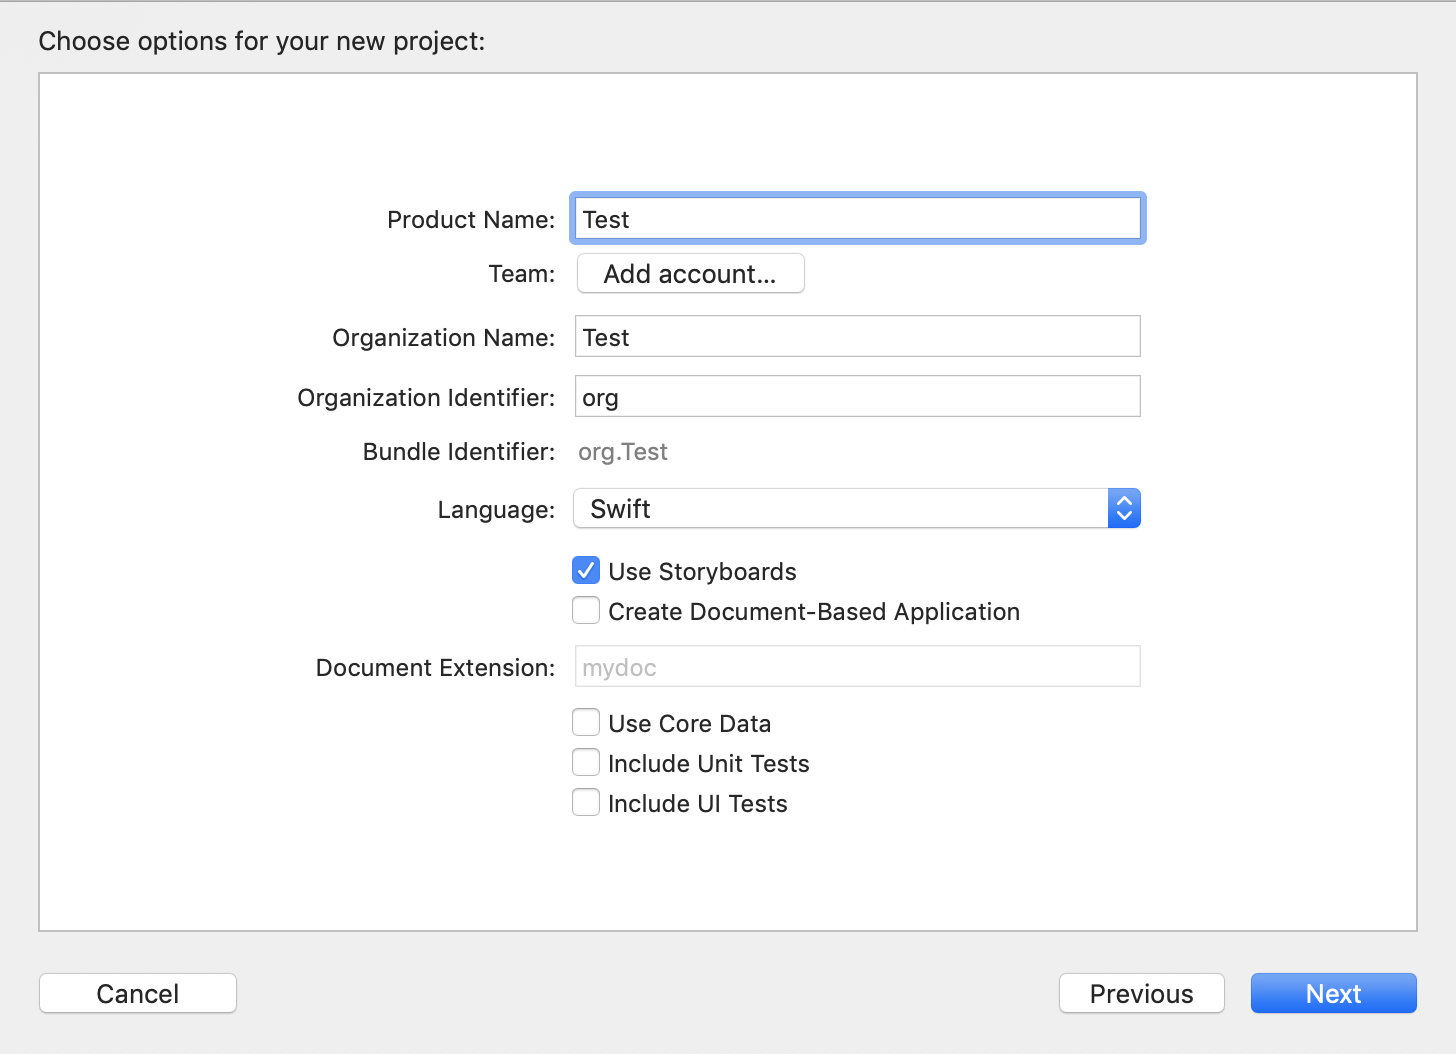 Choose options for your new project:
Product Name: Test
Team: Add account...
Organization Name: Test
Organization Identifier: org
Bundle Identifier: org.Test
Language: Swift
Use Storyboards
Create Document-Based Application
Document Extension: mydoc
Use Core Data
Include Unit Tests
Include UI Tests
Cancel Previous Next